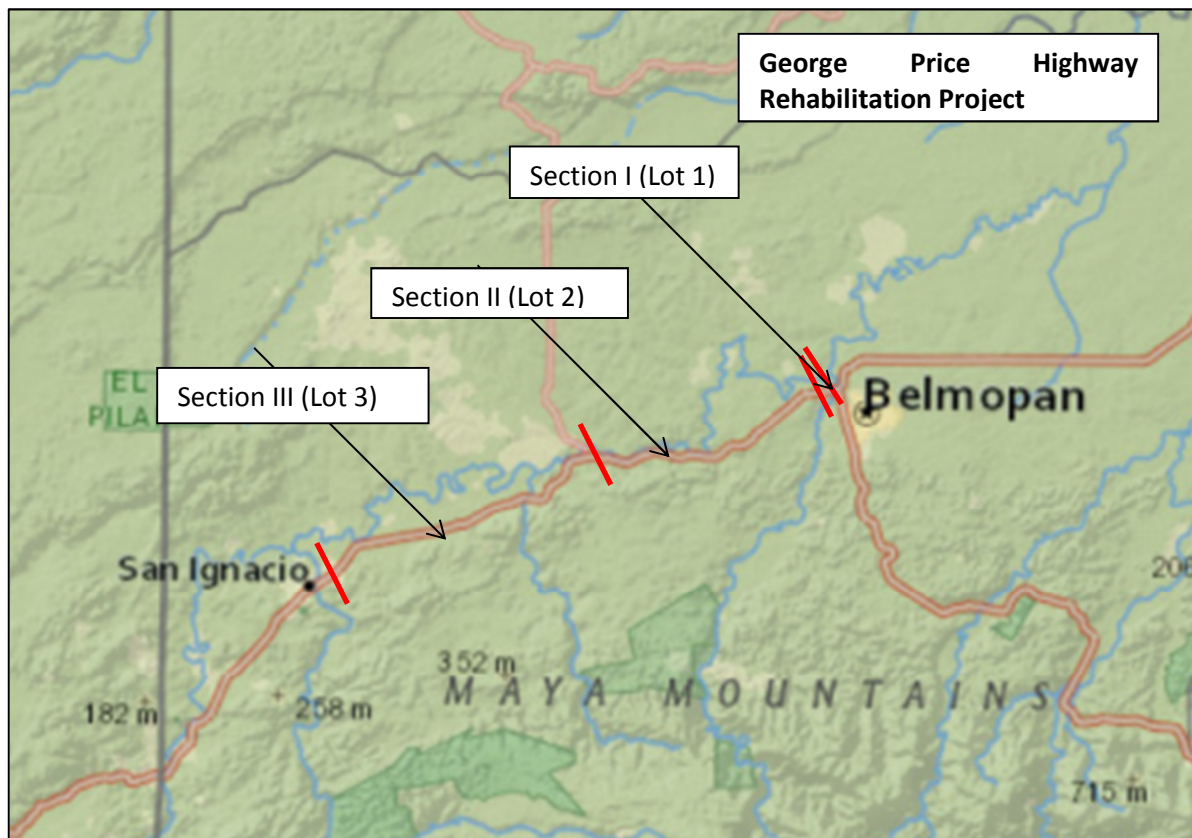 George Price Highway
Rehabilitation Project
Section I (Lot 1)
Section II (Lot 2)
Section III (Lot 3)
EL
PILA
Belmopan
San Ignacio
352 m
MAYA MOUNTAINS
182 m
258 m
206
715 m